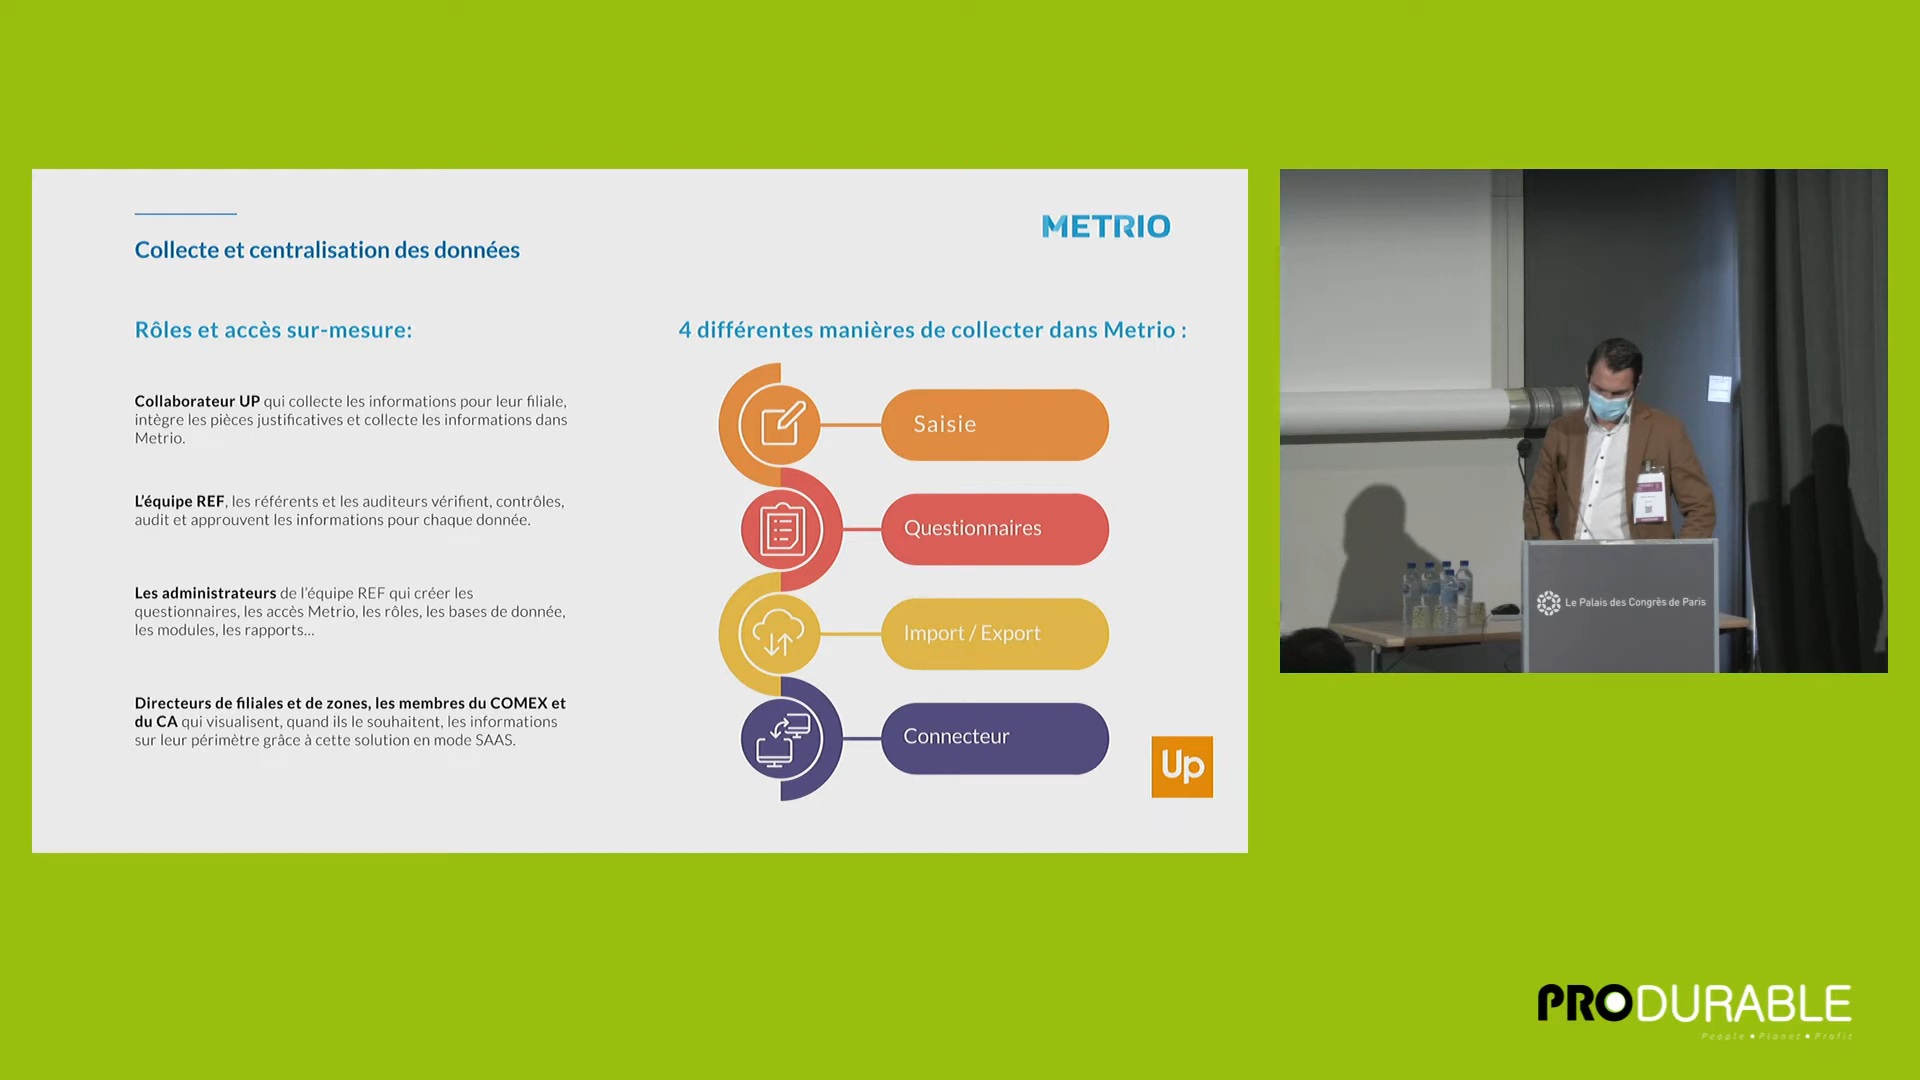 Collecte et centralisation des données
METRIO
Rôles et accès sur-mesure:
Collaborateur UP qui collecte les informations pour leur filiale,
intègre les pièces justificatives et collecte les informations dans
Metrio.
L'équipe REF, les référents et les auditeurs vérifient, contrôles,
audit et approuvent les informations pour chaque donnée.
Les administrateurs de l'équipe REF qui créer les
questionnaires, les accès Metrio, les rôles, les bases de donnée,
les modules, les rapports...
Directeurs de filiales et de zones, les membres du COMEX et
du CA qui visualisent, quand ils le souhaitent, les informations
sur leur périmètre grâce à cette solution en mode SAAS.
4 différentes manières de collecter dans Metrio :
Saisie
Questionnaires
Import / Export
Connecteur
Up
Le Palais des Congrès de Paris
PRODURABLE
People • Planet • Profit